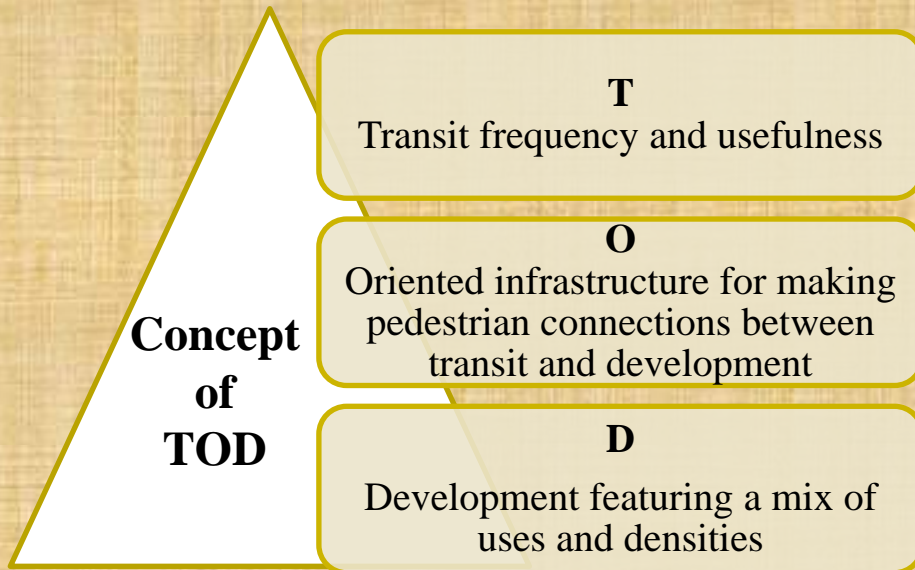 T
Transit frequency and usefulness
O
Oriented infrastructure for making
pedestrian connections between
transit and development
Concept
of
TOD
D
Development featuring a mix of
uses and densities